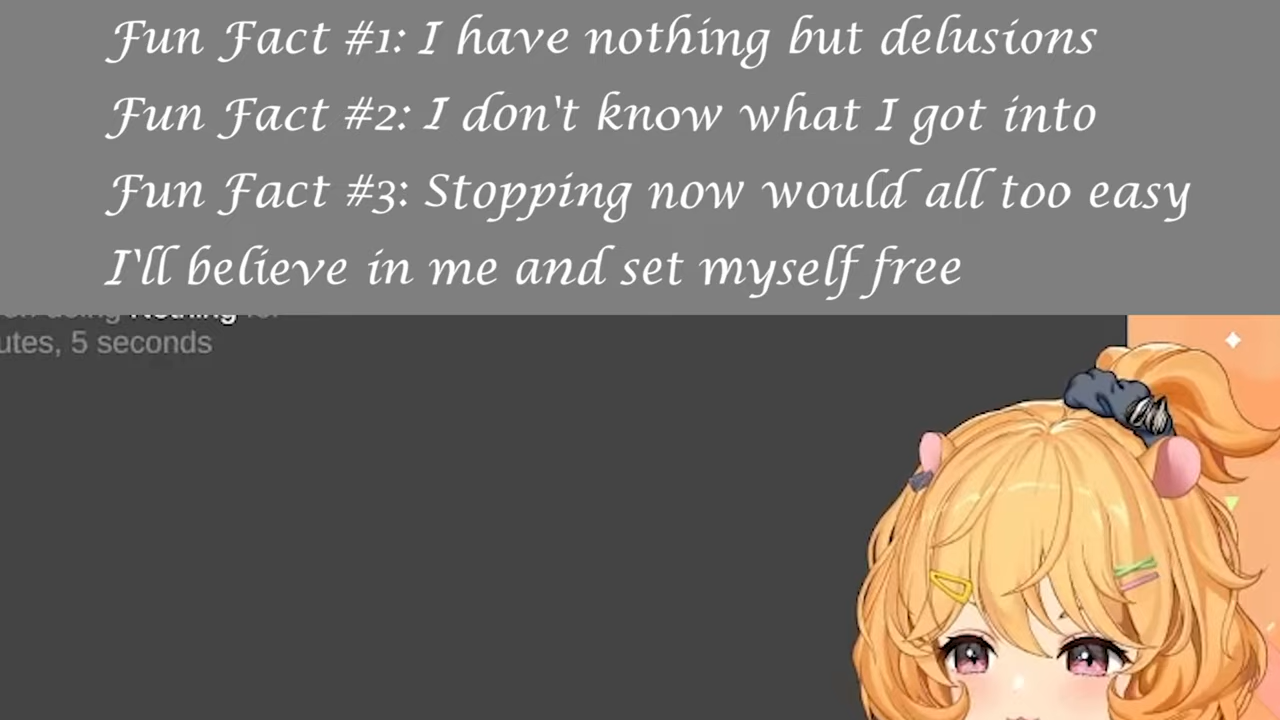 Fun Fact #1: I have nothing but delusions
Fun Fact #2: I don't know what I got into
Fun Fact #3: Stopping now would all too easy
I'll believe in me and set myself free
Nothing
utes, 5 seconds